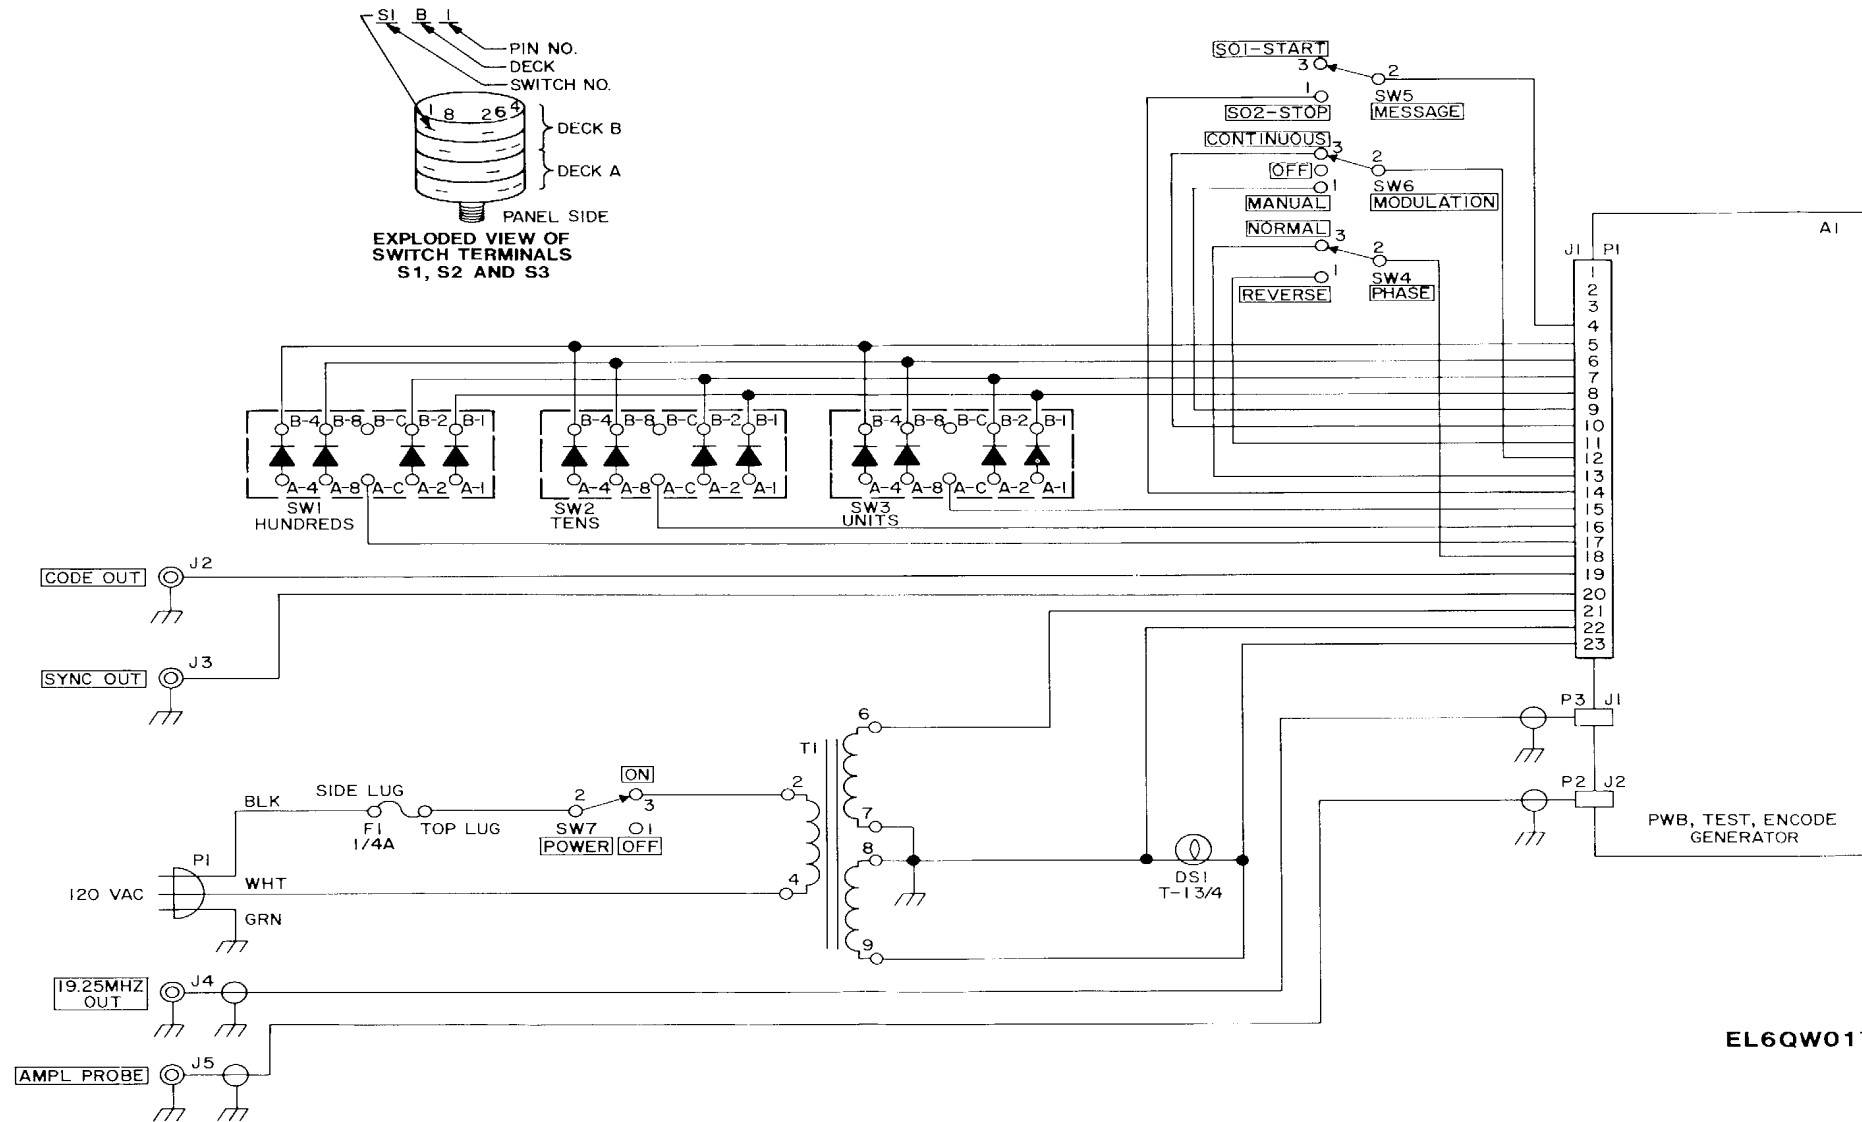 S1 B 1
PIN NO.
DECK
SWITCH NO.
1 8 2 6 4
DECK B
DECK A
PANEL SIDE
EXPLODED VIEW OF
SWITCH TERMINALS
S1, S2 AND S3
SO1-START
3
2
1
SW5
SO2-STOP
MESSAGE
CONTINUOUS
3
2
OFF
1
SW6
MANUAL
MODULATION
NORMAL
3
2
1
SW4
REVERSE
PHASE
A1
J1 P1
1
2
3
4
5
6
7
8
9
10
11
12
13
14
15
16
17
18
19
20
21
22
23
B-4 B-8 B-C B-2 B-1
A-4 A-8 A-C A-2 A-1
SW1
HUNDREDS
B-4 B-8 B-C B-2 B-1
A-4 A-8 A-C A-2 A-1
SW2
TENS
B-4 B-8 B-C B-2 B-1
A-4 A-8 A-C A-2 A-1
SW3
UNITS
CODE OUT
J2
SYNC OUT
J3
P3 J1
P2 J2
PWB, TEST, ENCODE
GENERATOR
6
T1
2
7
8
4
9
ON
SIDE LUG
BLK
2
3
F1
TOP LUG
SW7
1
1/4A
POWER
OFF
P1
120 VAC
WHT
GRN
DS1
T-1 3/4
19.25MHZ
OUT
J4
AMPL PROBE
J5
EL6QW01